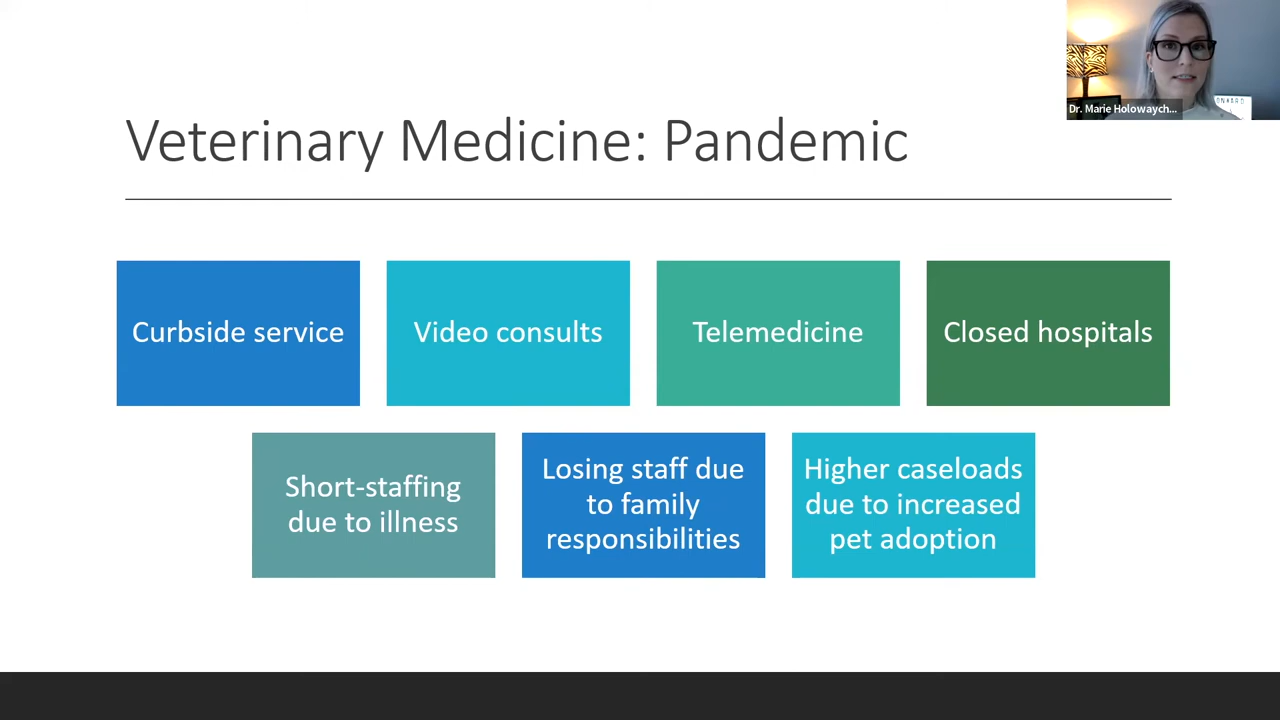 Dr. Marie Holowaych...
Veterinary Medicine: Pandemic
Curbside service
Video consults
Telemedicine
Closed hospitals
Short-staffing
due to illness
Losing staff due
to family
responsibilities
Higher caseloads
due to increased
pet adoption